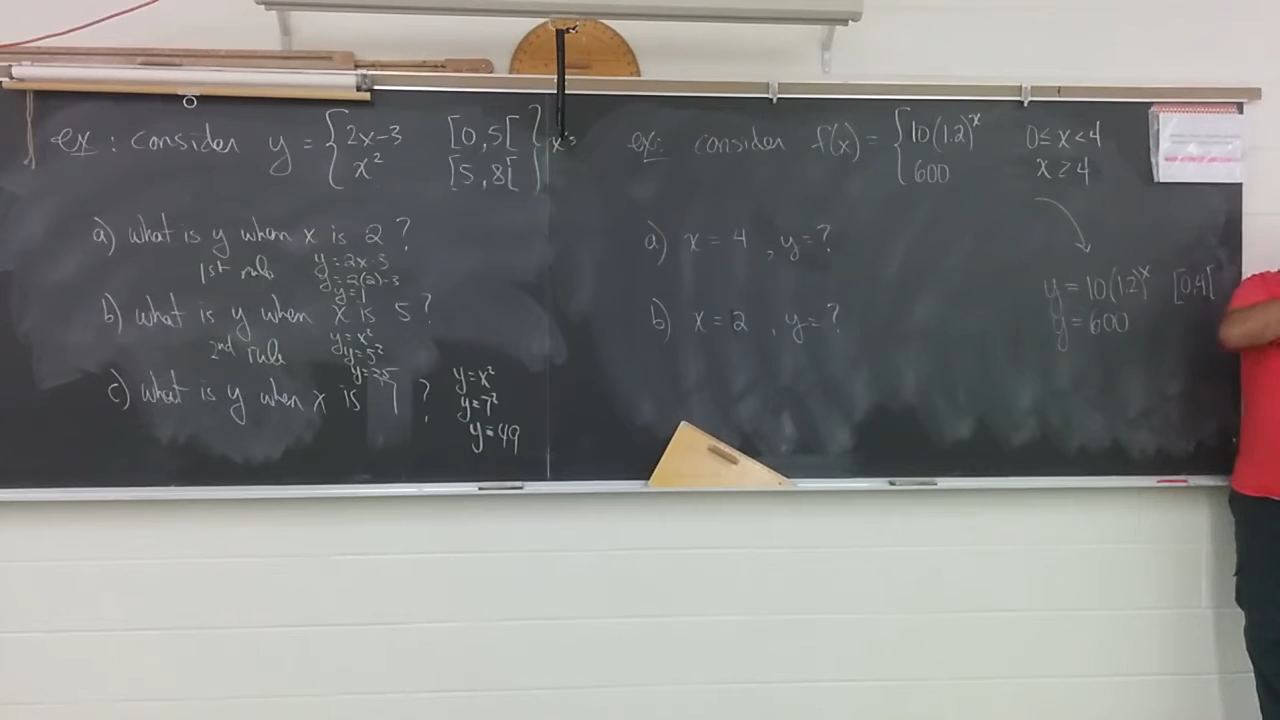 ex: consider y = { 2x-3 [0,5[ } x's
x² [5,8[
a) what is y when x is 2?
1st rule y=2x-3
y=2(2)-3
y=1
b) what is y when x is 5?
2nd rule y=x²
y=5²
y=25
c) what is y when x is 7?
y=x²
y=7²
y=49
ex: consider f(x) = { 10(1.2)^x 0≤x<4
600 x≥4
a) x=4, y=?
b) x=2, y=?
y=10(1.2)^x [0,4[
y=600